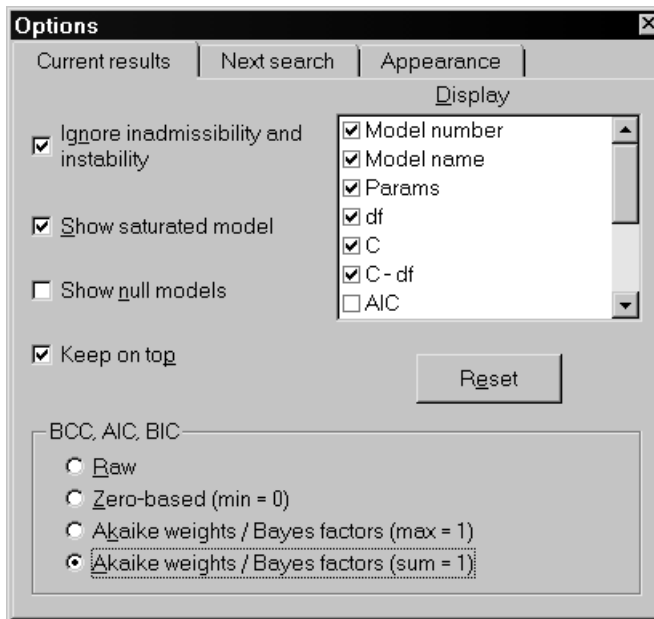 Options
Current results
Next search
Appearance
Display
Ignore inadmissibility and
instability
Show saturated model
Show null models
Keep on top
Model number
Model name
Params
df
C
C - df
AIC
Reset
BCC, AIC, BIC
Raw
Zero-based (min = 0)
Akaike weights / Bayes factors (max = 1)
Akaike weights / Bayes factors (sum = 1)